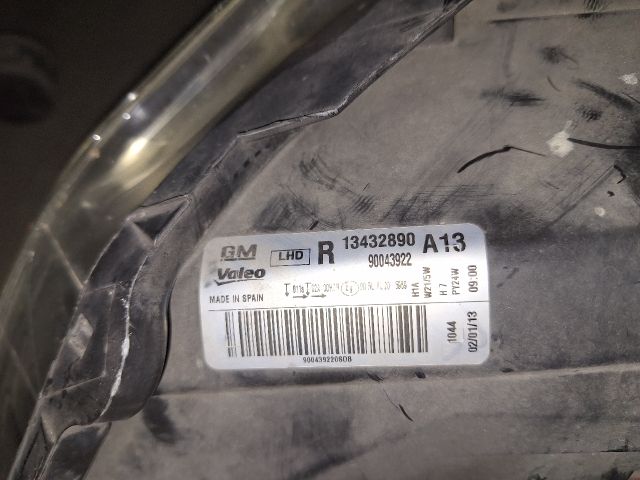 GM LHD R 13432890 A13
Valeo 90043922
MADE IN SPAIN
H1A
W21/5W
H7
PY24W
09:00
1044
02/01/13
90043922080B